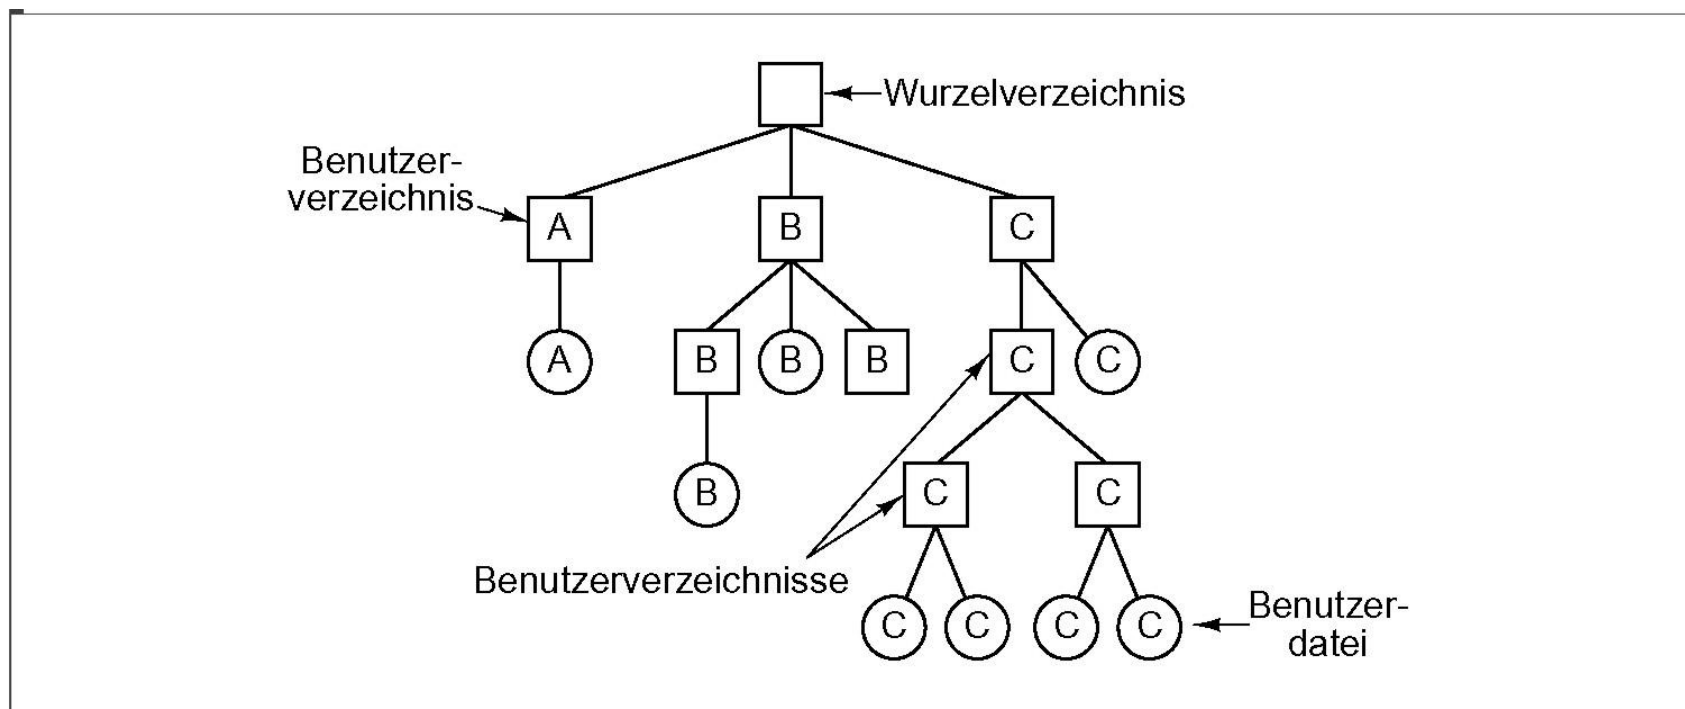 Wurzelverzeichnis
Benutzer-
verzeichnis
A
B
C
A
B
B
B
C
C
B
C
C
Benutzerverzeichnisse
C
C
C
C
Benutzer-
datei